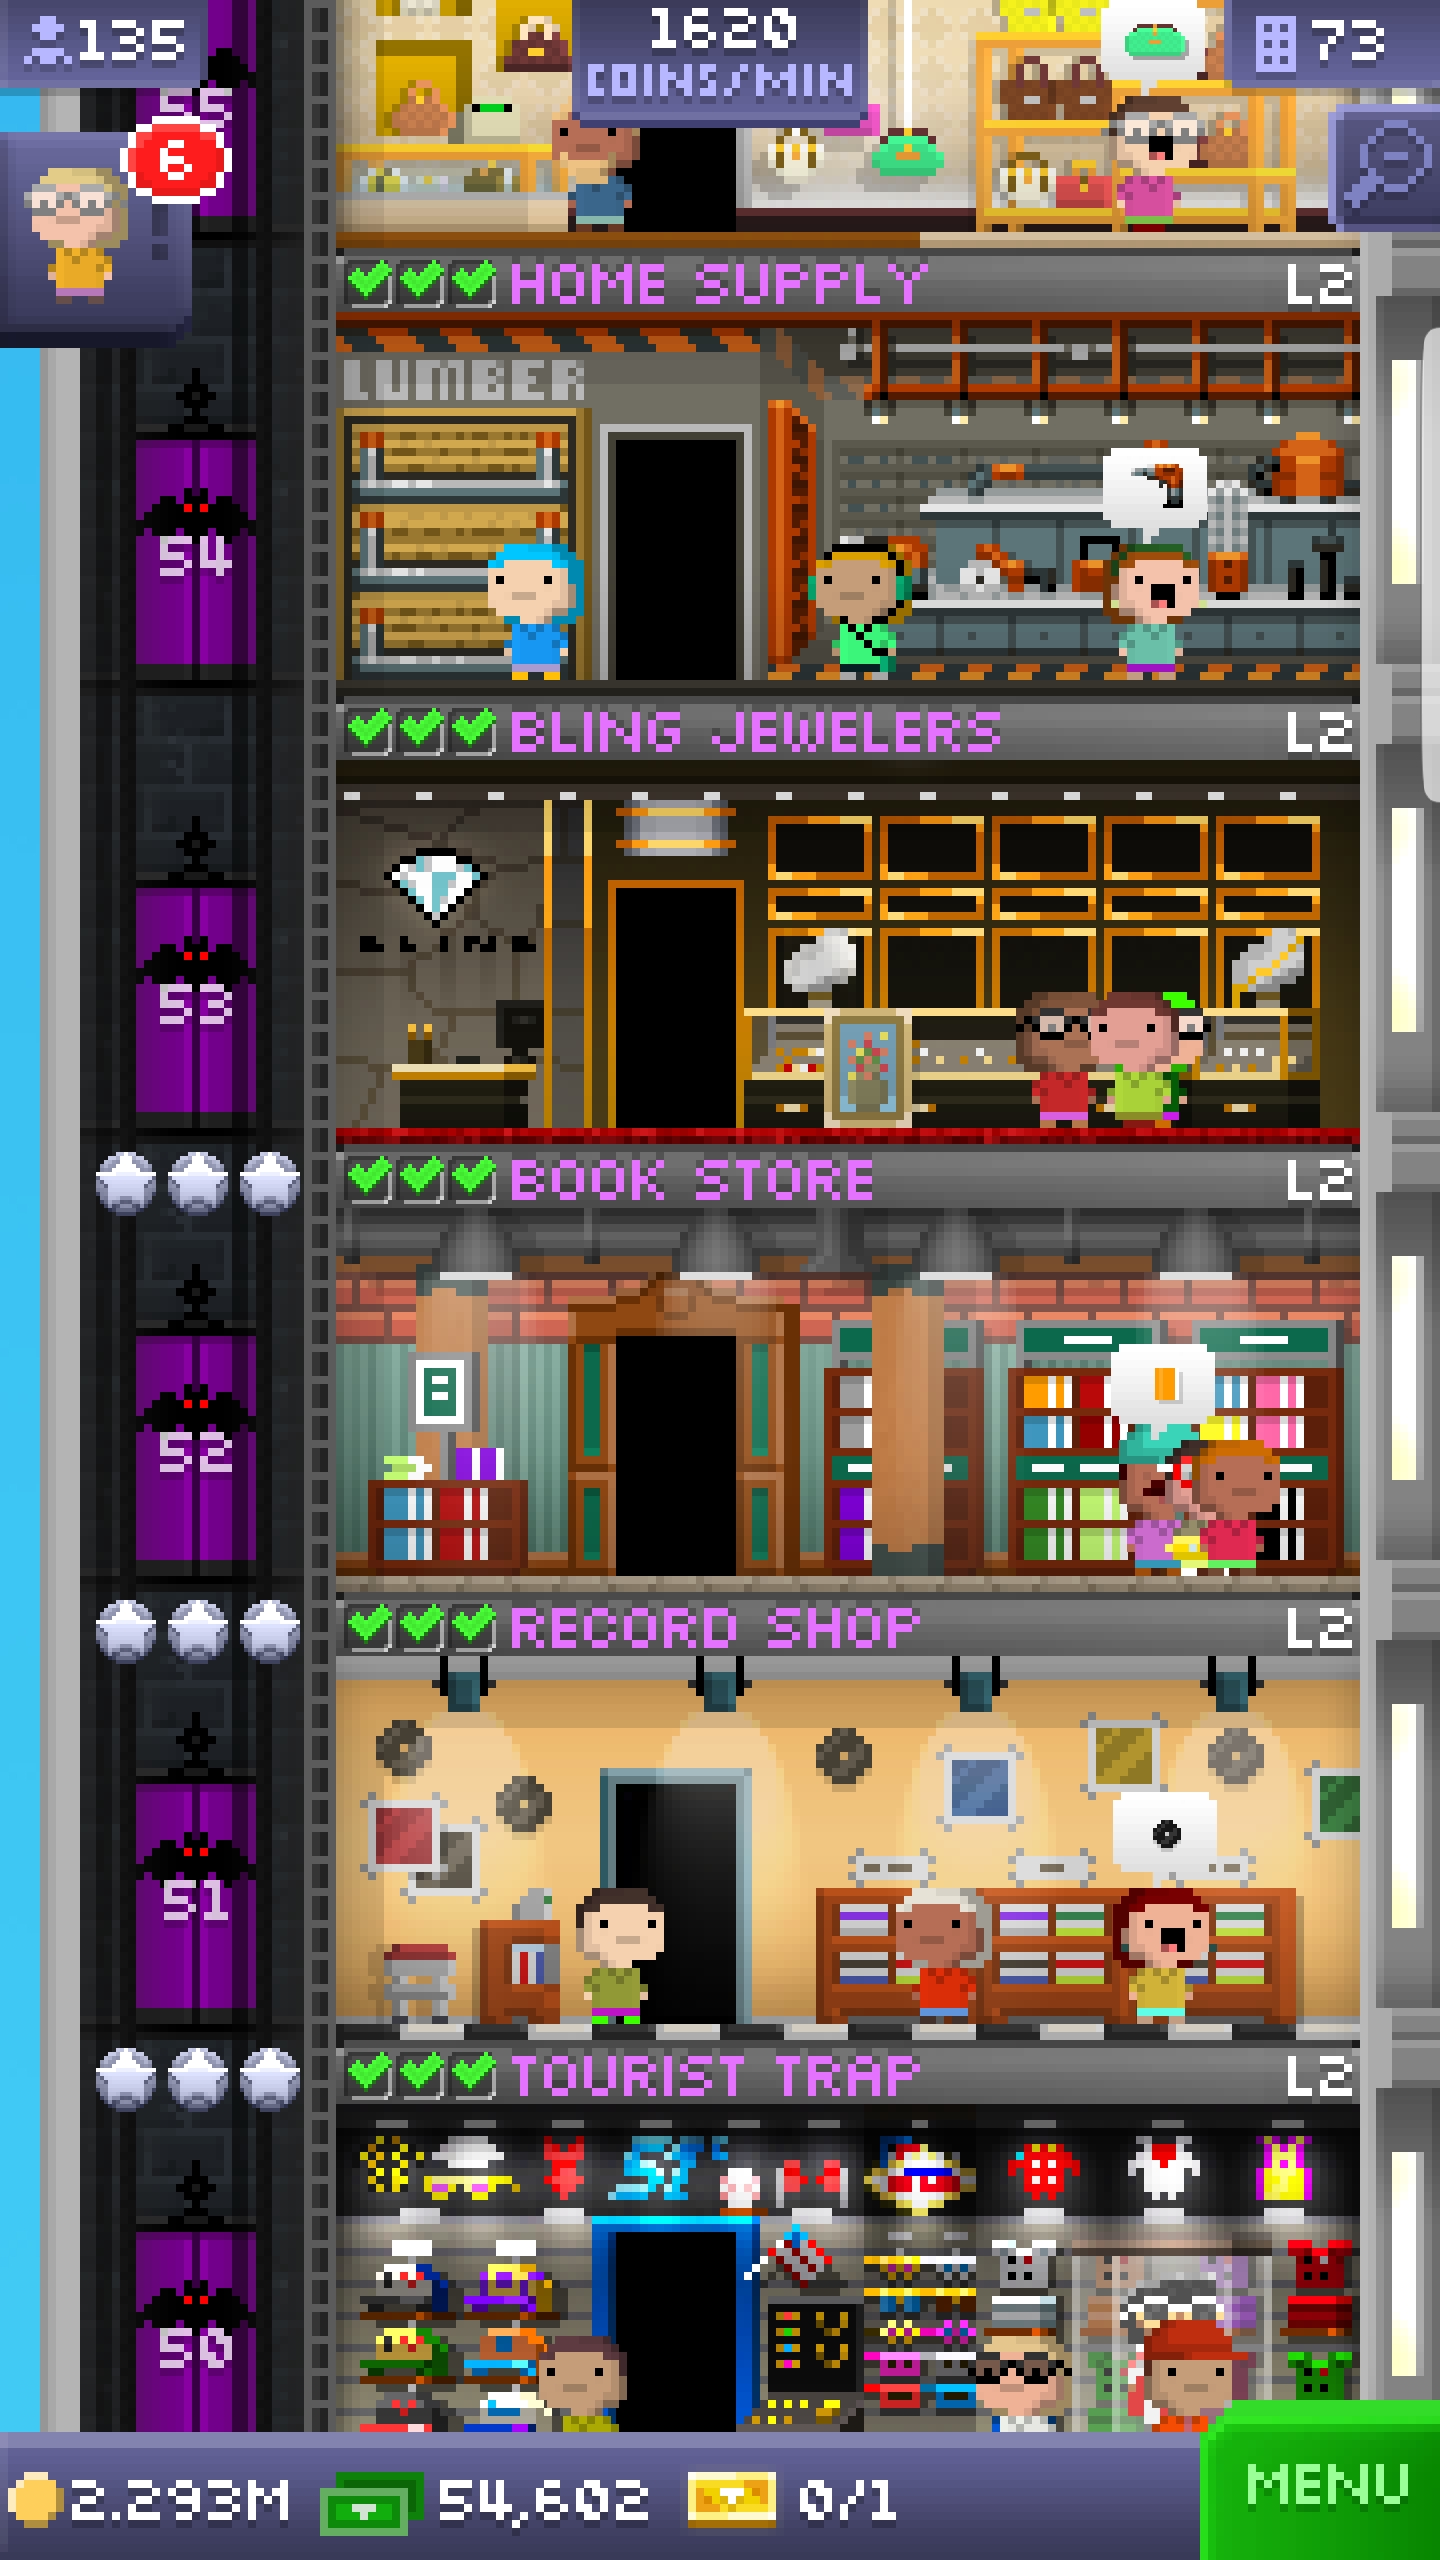 135
1620
COINS/MIN
73
55
6
HOME SUPPLY L2
LUMBER
54
BLING JEWELERS L2
BLING
53
BOOK STORE L2
52
RECORD SHOP L2
51
TOURIST TRAP L2
50
2.293M 54,602 0/1 MENU